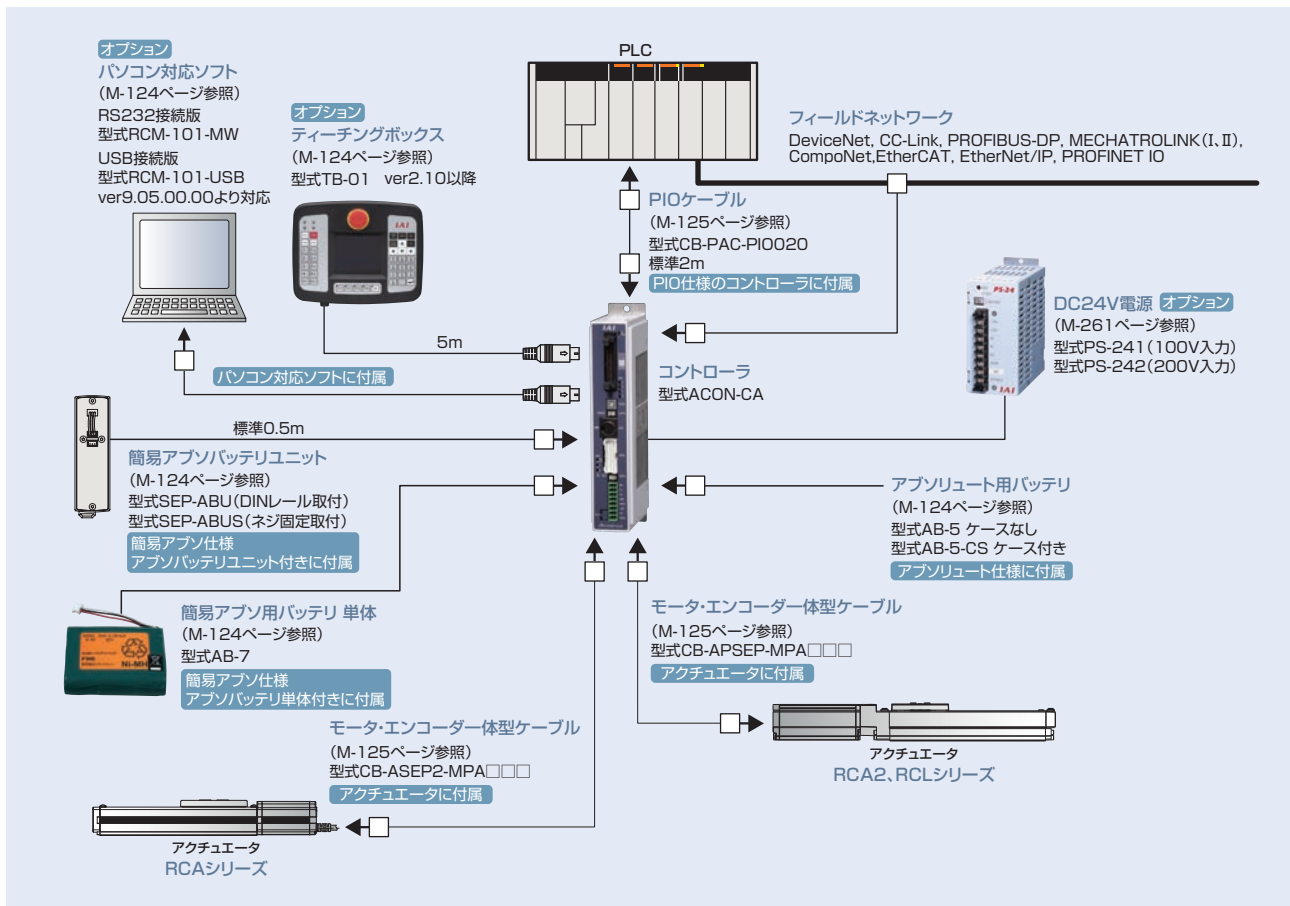 オプション
パソコン対応ソフト
（M-124ページ参照）
RS232接続版
型式RCM-101-MW
USB接続版
型式RCM-101-USB
ver9.05.00.00より対応
オプション
ティーチングボックス
（M-124ページ参照）
型式TB-01 ver2.10以降
IAI
PLC
フィールドネットワーク
DeviceNet, CC-Link, PROFIBUS-DP, MECHATROLINK(Ⅰ、Ⅱ),
CompoNet,EtherCAT, EtherNet/IP, PROFINET IO
PIOケーブル
（M-125ページ参照）
型式CB-PAC-PIO020
標準2m
PIO仕様のコントローラに付属
PS-24
IAI
DC24V電源 オプション
（M-261ページ参照）
型式PS-241（100V入力）
型式PS-242（200V入力）
5m
パソコン対応ソフトに付属
IAI
コントローラ
型式ACON-CA
標準0.5m
簡易アブソバッテリユニット
（M-124ページ参照）
型式SEP-ABU（DINレール取付）
型式SEP-ABUS（ネジ固定取付）
簡易アブソ仕様
アブソバッテリユニット付きに付属
アブソリュート用バッテリ
（M-124ページ参照）
型式AB-5 ケースなし
型式AB-5-CS ケース付き
アブソリュート仕様に付属
Ni-MH
簡易アブソ用バッテリ 単体
（M-124ページ参照）
型式AB-7
簡易アブソ仕様
アブソバッテリ単体付きに付属
モータ・エンコーダ一体型ケーブル
（M-125ページ参照）
型式CB-APSEP-MPA□□□
アクチュエータに付属
アクチュエータ
RCA2、RCLシリーズ
モータ・エンコーダ一体型ケーブル
（M-125ページ参照）
型式CB-ASEP2-MPA□□□
アクチュエータに付属
アクチュエータ
RCAシリーズ